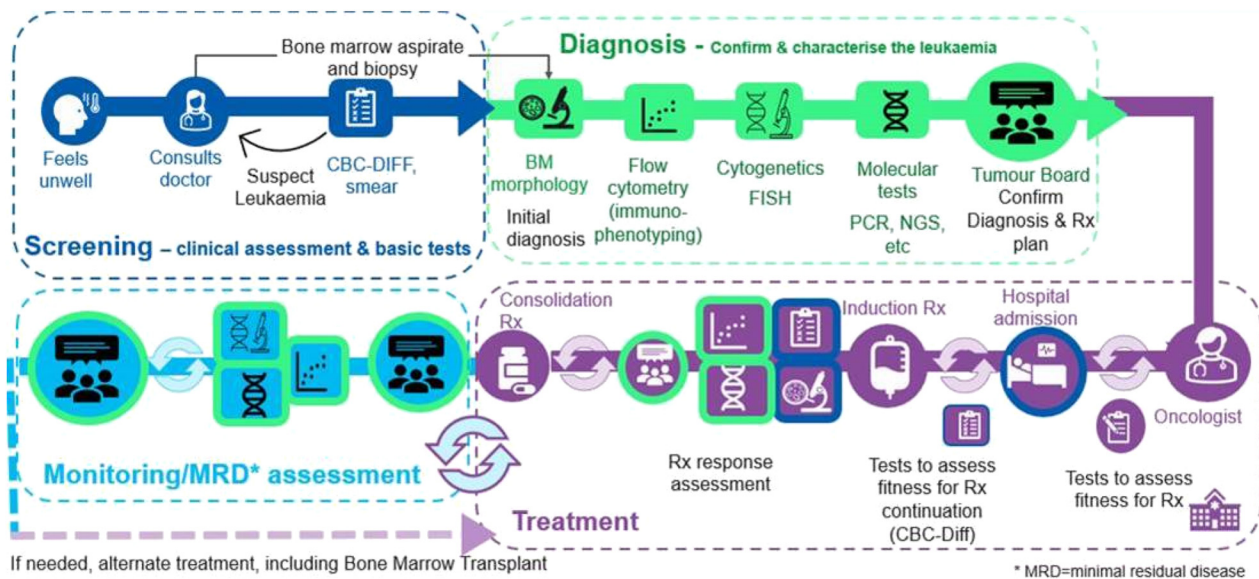 Bone marrow aspirate
and biopsy
Feels
unwell
Consults
doctor
Suspect
Leukaemia
CBC-DIFF,
smear
Screening – clinical assessment & basic tests
Diagnosis - Confirm & characterise the leukaemia
BM
morphology
Initial
diagnosis
Flow
cytometry
(immuno-
phenotyping)
Cytogenetics
FISH
Molecular
tests
PCR, NGS,
etc
Tumour Board
Confirm
Diagnosis & Rx
plan
Oncologist
Tests to assess
fitness for Rx
Hospital
admission
Tests to assess
fitness for Rx
continuation
(CBC-Diff)
Induction Rx
Rx response
assessment
Consolidation
Rx
Treatment
Monitoring/MRD* assessment
If needed, alternate treatment, including Bone Marrow Transplant
* MRD=minimal residual disease